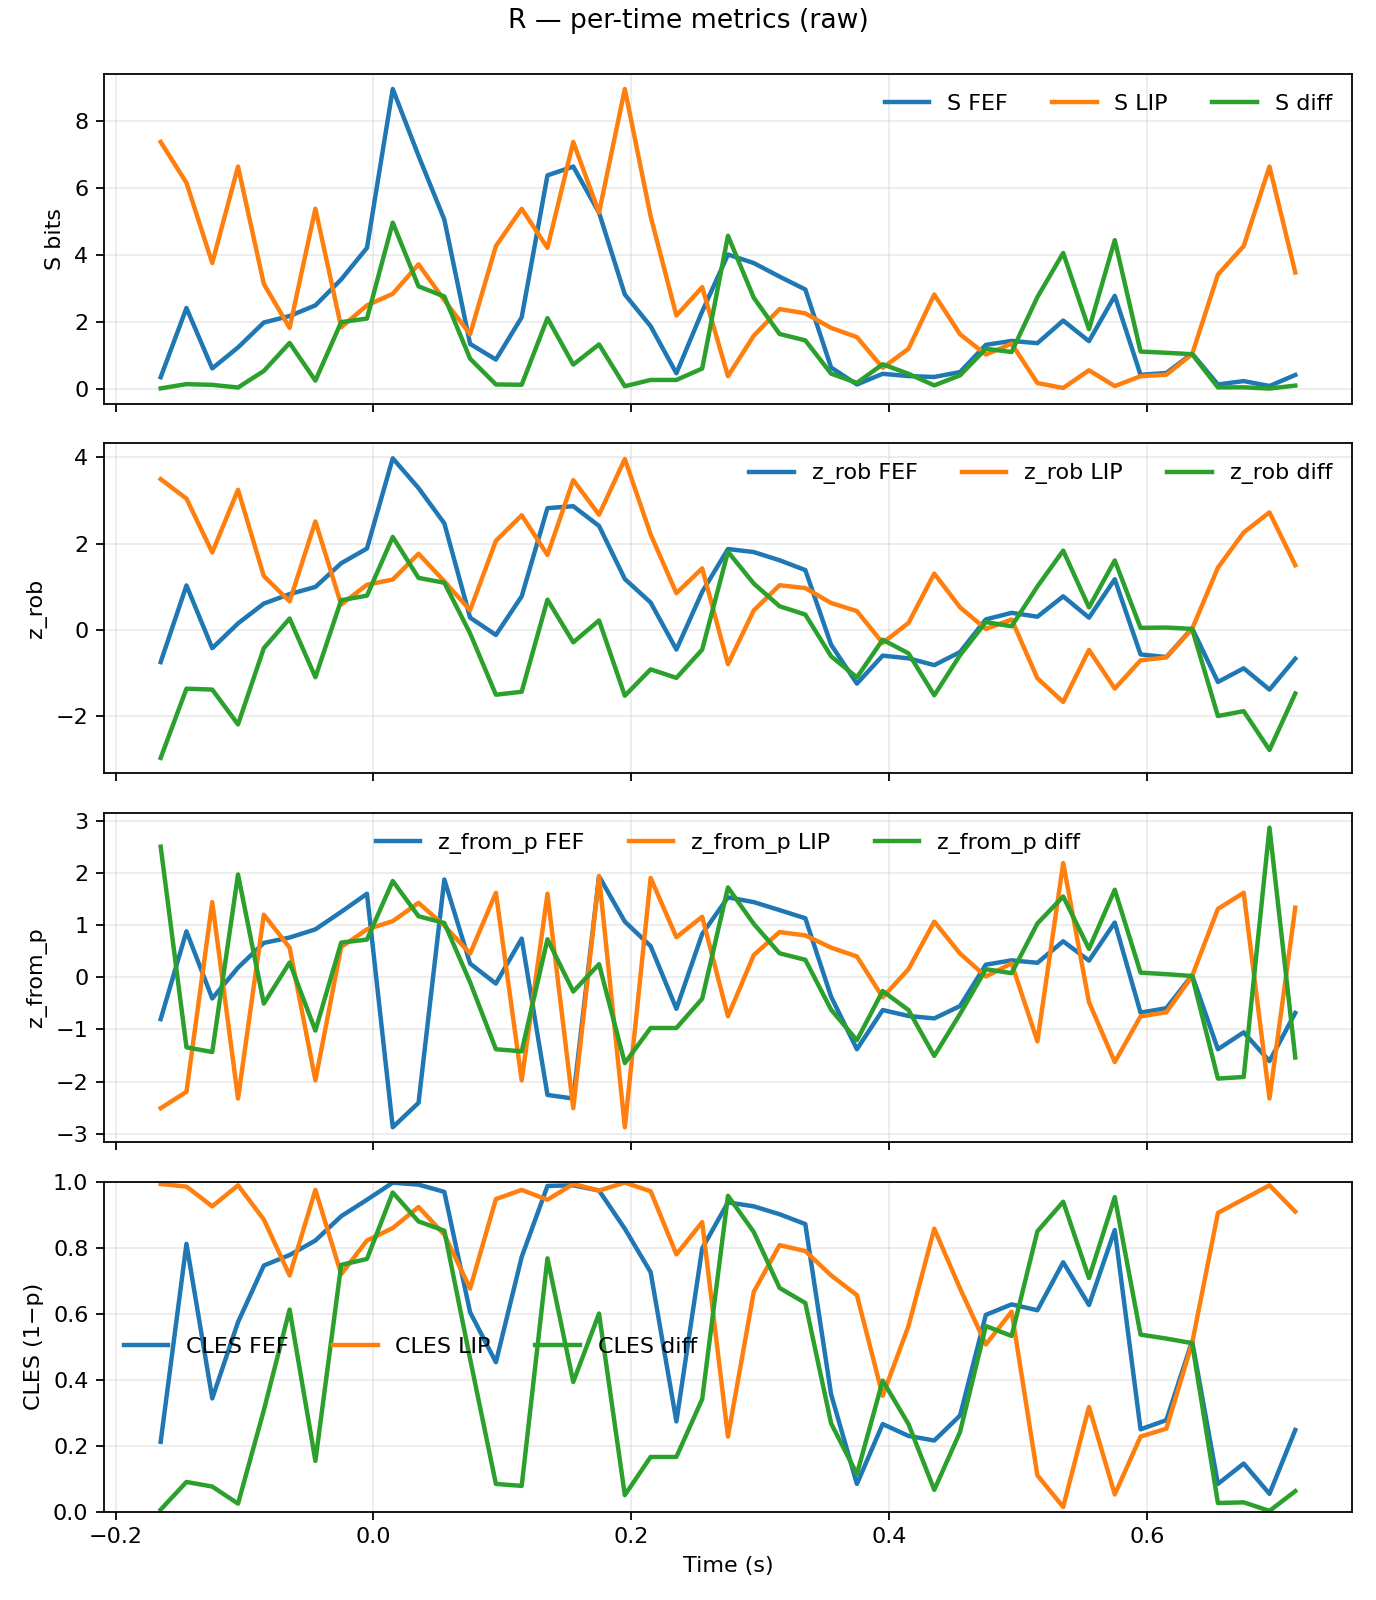 R — per-time metrics (raw)
S FEF S LIP S diff
8
6
4
2
0
S bits
z_rob FEF z_rob LIP z_rob diff
4
2
0
−2
z_rob
z_from_p FEF z_from_p LIP z_from_p diff
3
2
1
0
−1
−2
−3
z_from_p
1.0
0.8
0.6
0.4
0.2
0.0
CLES (1−p)
CLES FEF CLES LIP CLES diff
−0.2 0.0 0.2 0.4 0.6
Time (s)